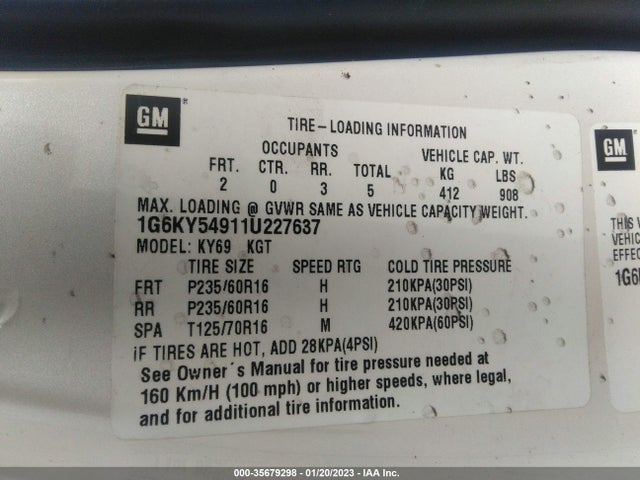 GM
TIRE-LOADING INFORMATION
OCCUPANTS VEHICLE CAP. WT.
FRT. CTR. RR. TOTAL KG LBS
2 0 3 5 412 908
MAX. LOADING @ GVWR SAME AS VEHICLE CAPACITY WEIGHT.
1G6KY54911U227637
MODEL: KY69 KGT
TIRE SIZE SPEED RTG COLD TIRE PRESSURE
FRT P235/60R16 H 210KPA(30PSI)
RR P235/60R16 H 210KPA(30PSI)
SPA T125/70R16 M 420KPA(60PSI)
IF TIRES ARE HOT, ADD 28KPA(4PSI)
See Owner's Manual for tire pressure needed at
160 Km/H (100 mph) or higher speeds, where legal,
and for additional tire information.
GM
THIS
VEHIC
EFFEC
1G6
000-35679298 - 01/20/2023 - IAA Inc.